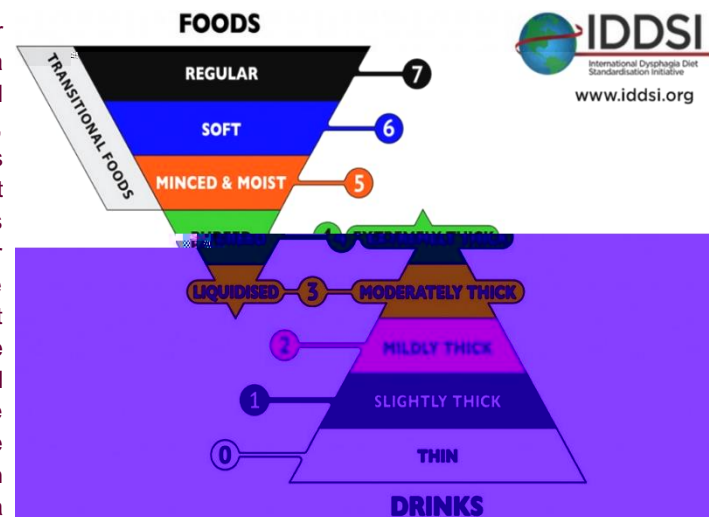 FOODS
IDDSI
International Dysphagia Diet
Standardisation Initiative
www.iddsi.org
TRANSITIONAL FOODS
REGULAR 7
SOFT 6
MINCED & MOIST 5
4 EXTREMELY THICK
LIQUIDISED 3 MODERATELY THICK
2 MILDLY THICK
1 SLIGHTLY THICK
0 THIN
DRINKS